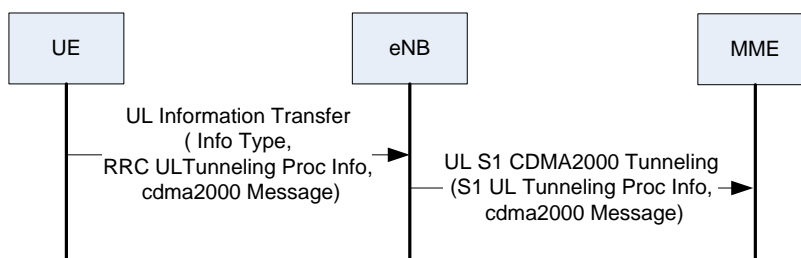 UE
eNB
MME
UL Information Transfer
( Info Type,
RRC ULTunneling Proc Info,
cdma2000 Message)
UL S1 CDMA2000 Tunneling
(S1 UL Tunneling Proc Info,
cdma2000 Message)